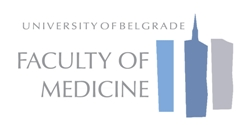 UNIVERSITY OF BELGRADE
FACULTY OF
MEDICINE